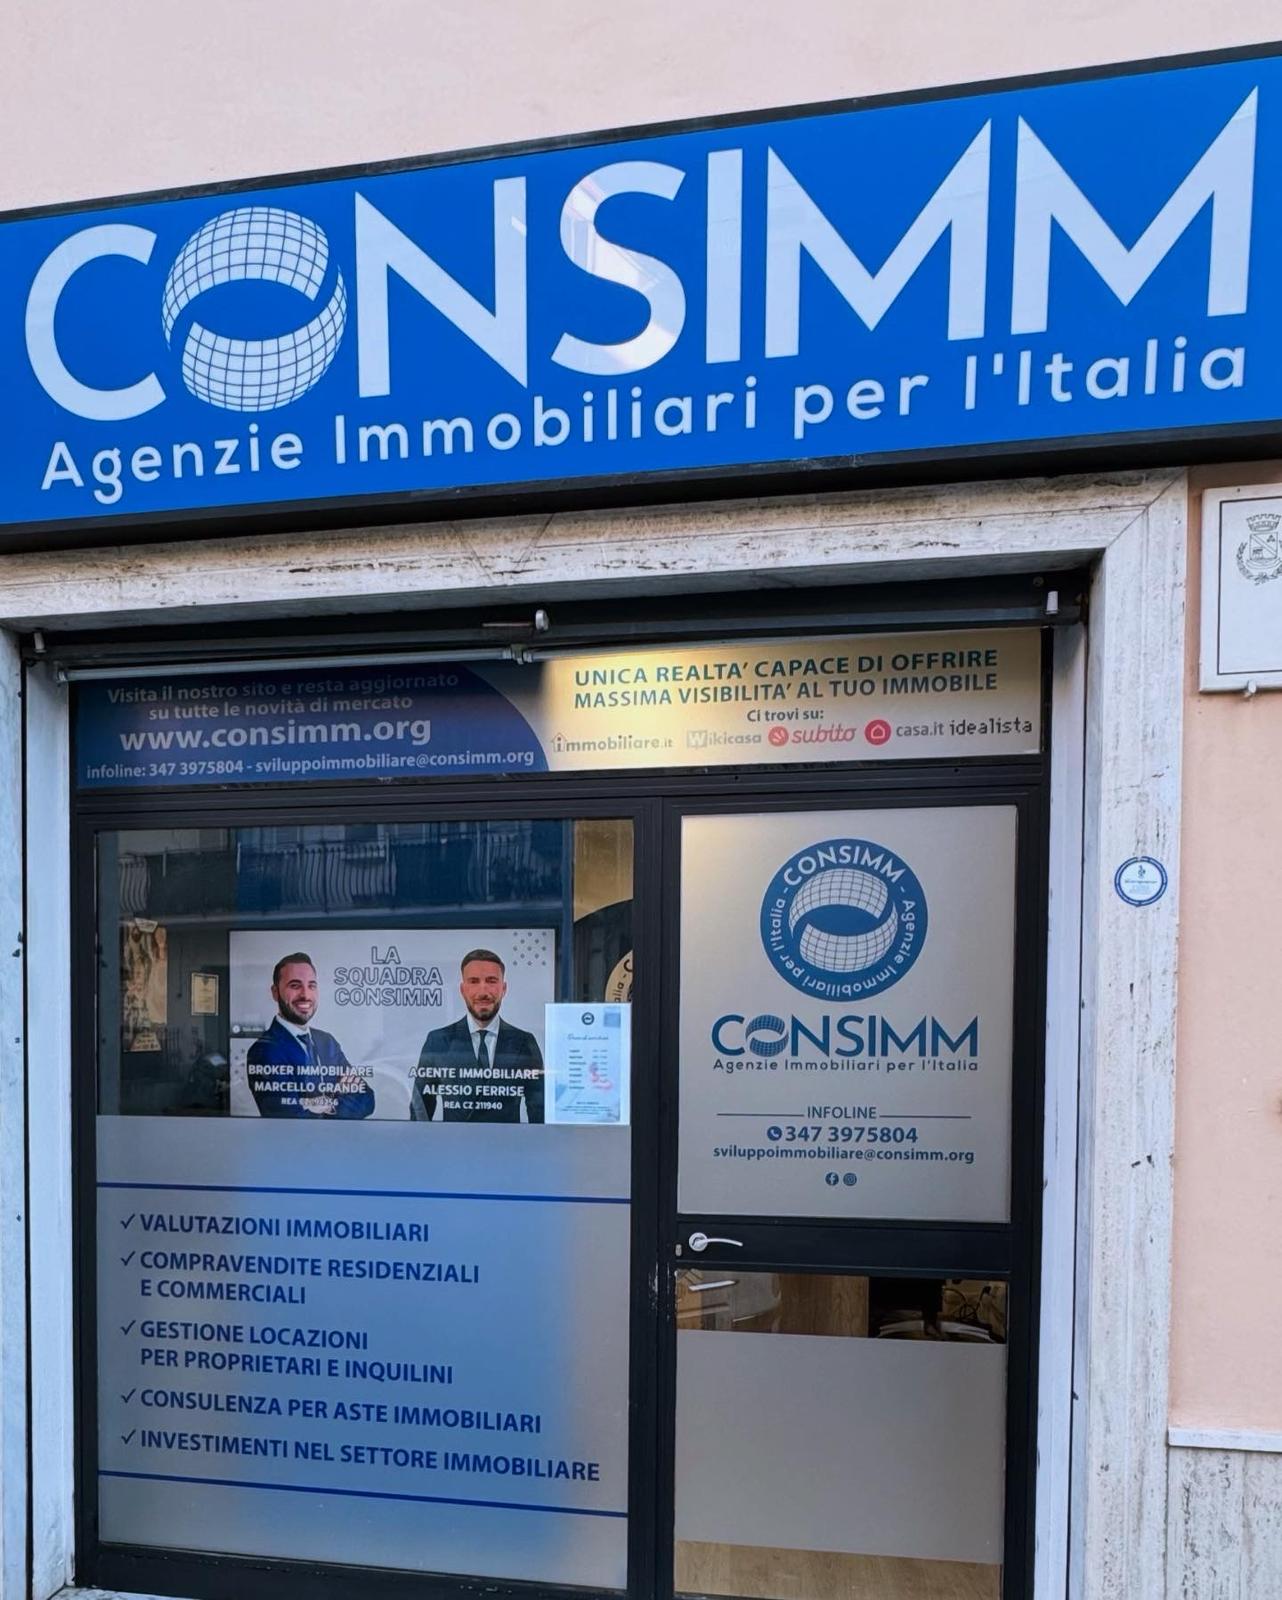 CONSIMM
Agenzie Immobiliari per l'Italia
Visita il nostro sito e resta aggiornato
su tutte le novità di mercato
www.consimm.org
infoline: 347 3975804 - sviluppoimmobiliare@consimm.org
UNICA REALTA' CAPACE DI OFFRIRE
MASSIMA VISIBILITA' AL TUO IMMOBILE
Ci trovi su:
immobiliare.it Wikicasa subito casa.it idealista
LA
SQUADRA
CONSIMM
BROKER IMMOBILIARE
MARCELLO GRANDE
REA CZ
AGENTE IMMOBILIARE
ALESSIO FERRISE
REA CZ 211940
CONSIMM - Agenzie Immobiliari per l'Italia -
CONSIMM
Agenzie Immobiliari per l'Italia
INFOLINE
347 3975804
sviluppoimmobiliare@consimm.org
✓ VALUTAZIONI IMMOBILIARI
✓ COMPRAVENDITE RESIDENZIALI
E COMMERCIALI
✓ GESTIONE LOCAZIONI
PER PROPRIETARI E INQUILINI
✓ CONSULENZA PER ASTE IMMOBILIARI
✓ INVESTIMENTI NEL SETTORE IMMOBILIARE